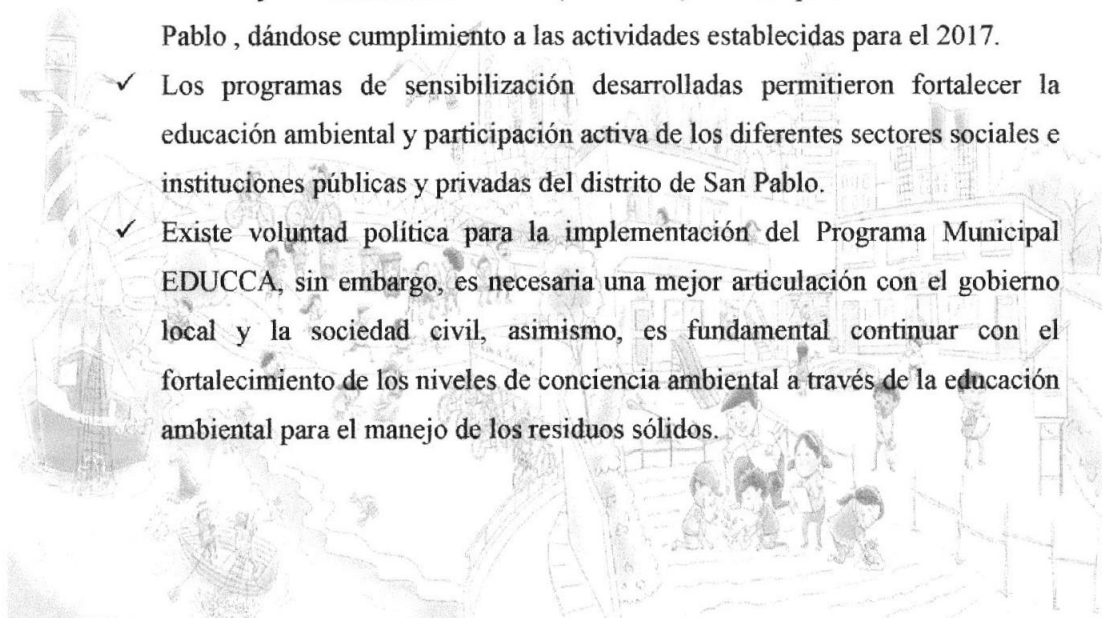 Pablo , dándose cumplimiento a las actividades establecidas para el 2017.
✓ Los programas de sensibilización desarrolladas permitieron fortalecer la
educación ambiental y participación activa de los diferentes sectores sociales e
instituciones públicas y privadas del distrito de San Pablo.
✓ Existe voluntad política para la implementación del Programa Municipal
EDUCCA, sin embargo, es necesaria una mejor articulación con el gobierno
local y la sociedad civil, asimismo, es fundamental continuar con el
fortalecimiento de los niveles de conciencia ambiental a través de la educación
ambiental para el manejo de los residuos sólidos.